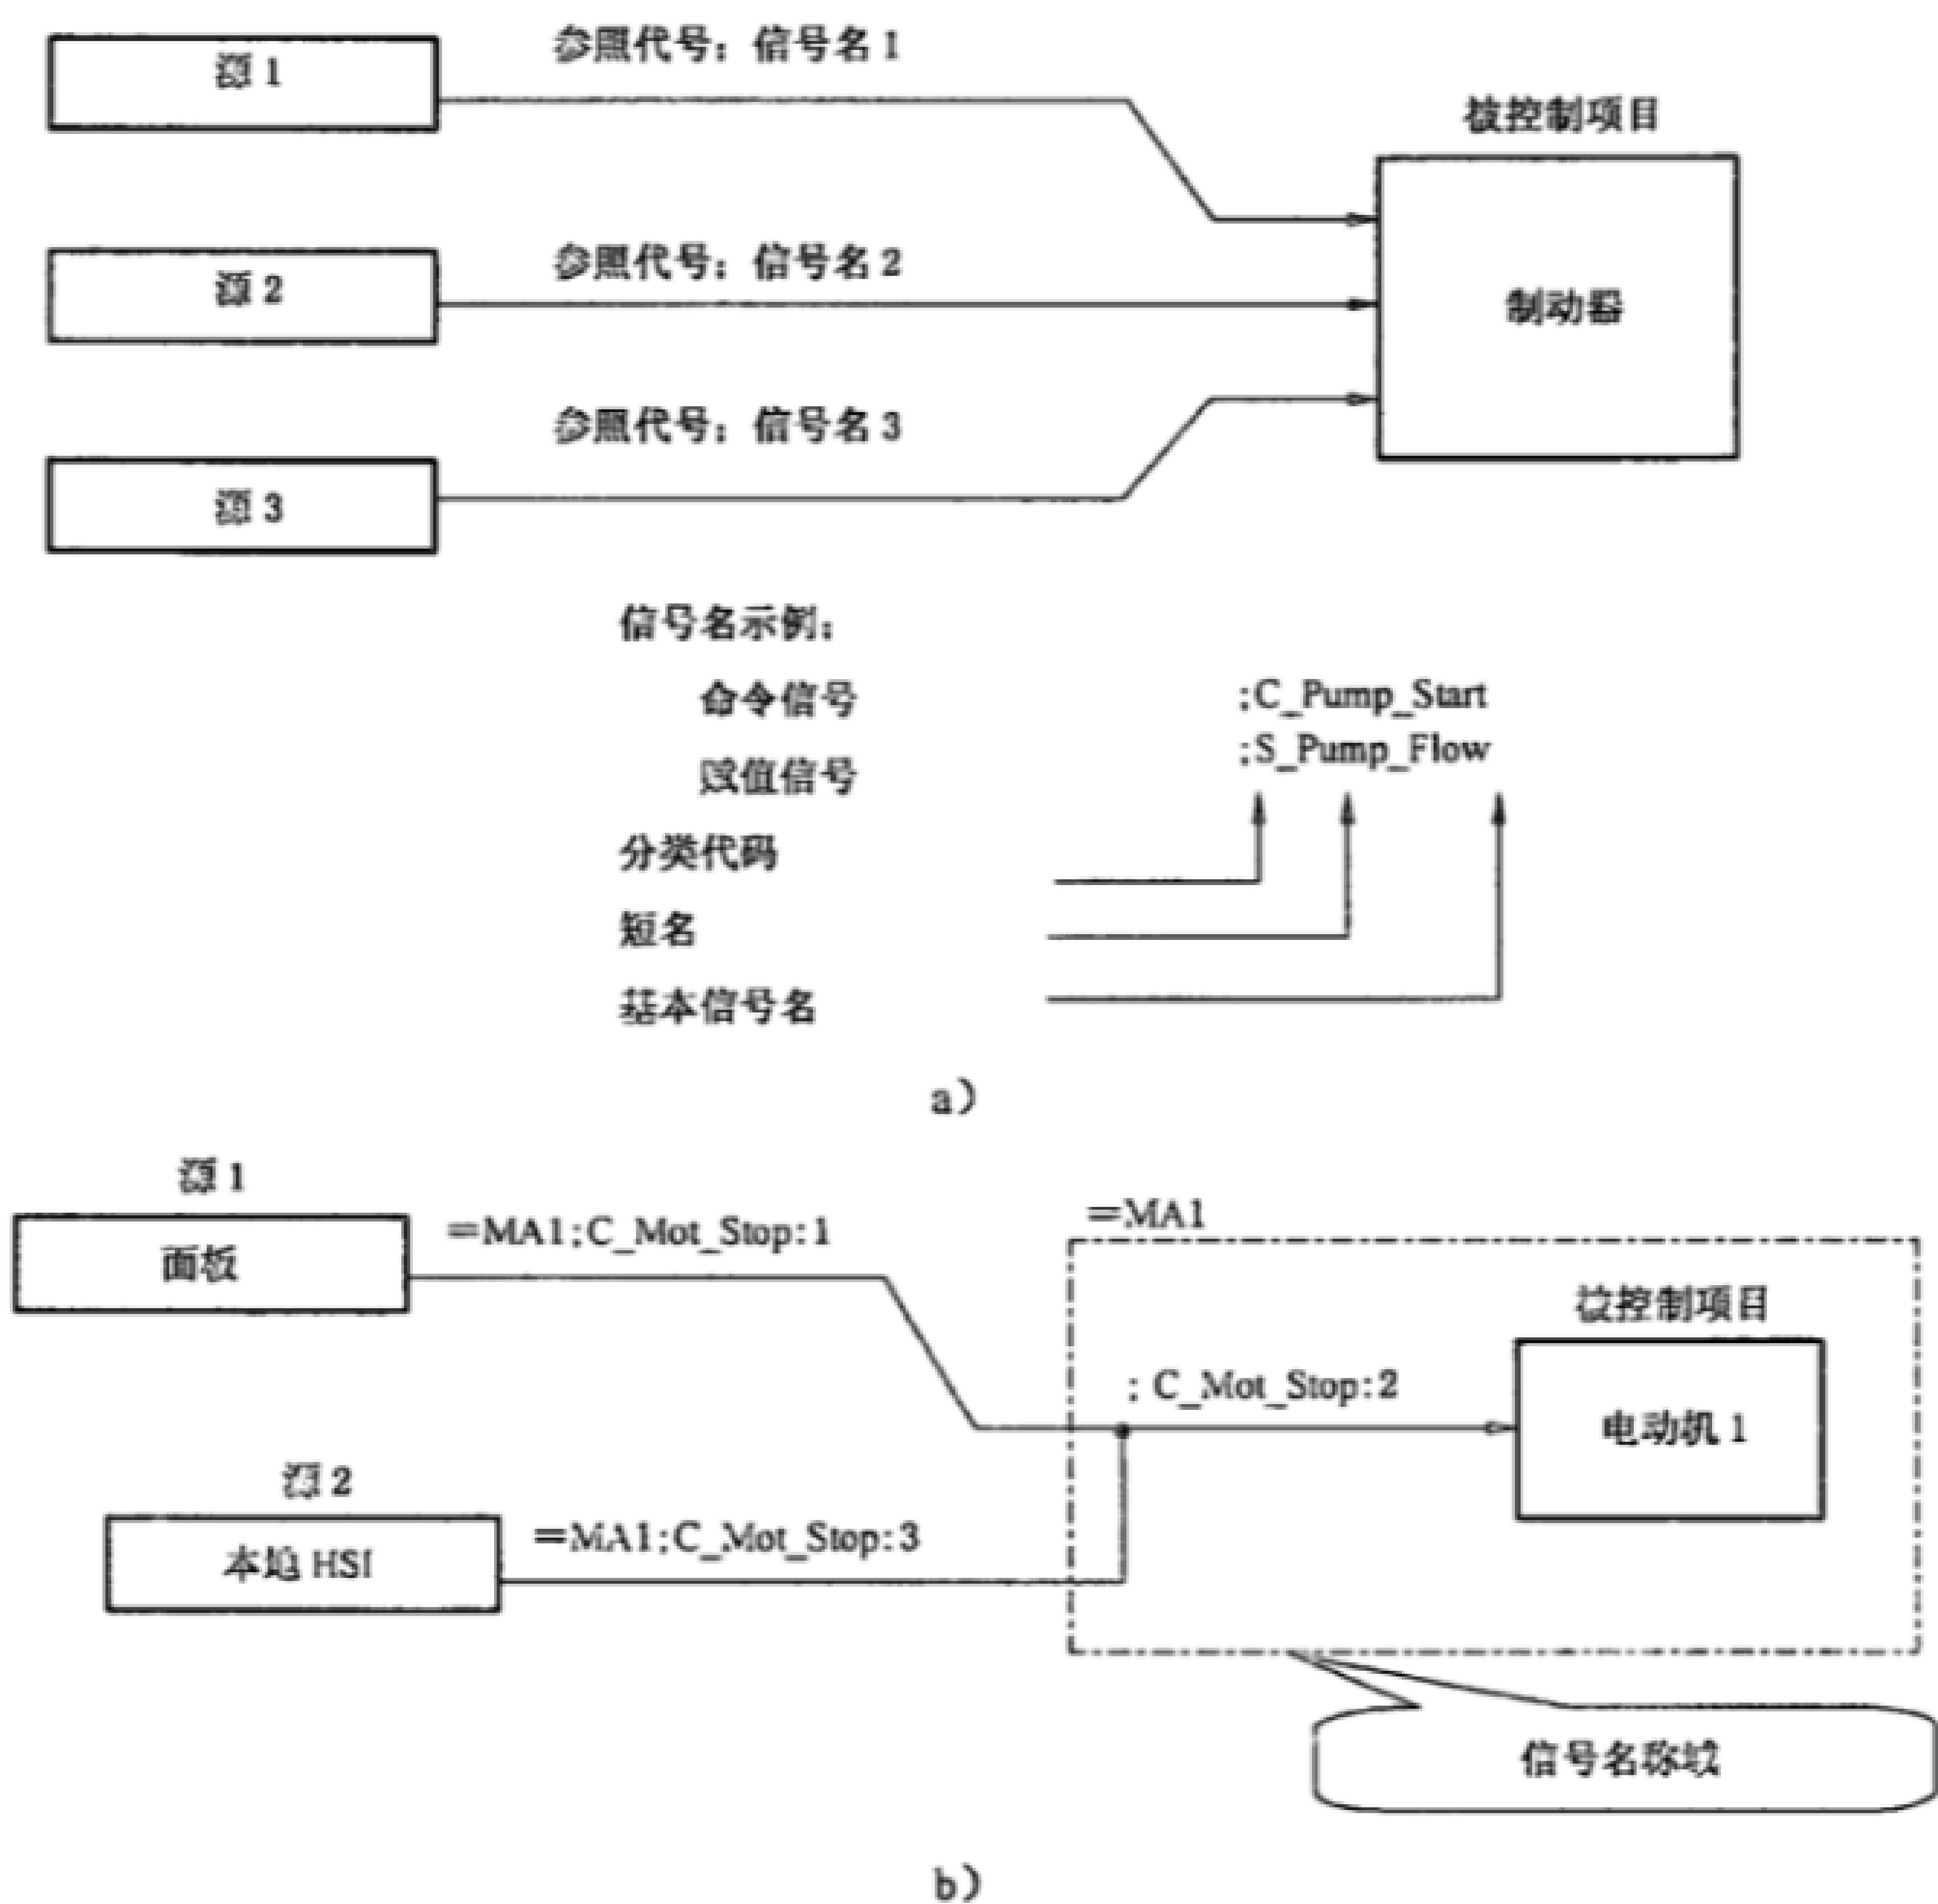 源 1
参照代号：信号名 1
被控制项目
源 2
参照代号：信号名 2
制动器
参照代号：信号名 3
源 3
信号名示例：
命令信号
;C_Pump_Start
赋值信号
;S_Pump_Flow
分类代码
短名
基本信号名
a）
源 1
面板
=MA1;C_Mot_Stop:1
=MA1
被控制项目
; C_Mot_Stop:2
电动机 1
源 2
本地 HSI
=MA1;C_Mot_Stop:3
信号名称域
b）